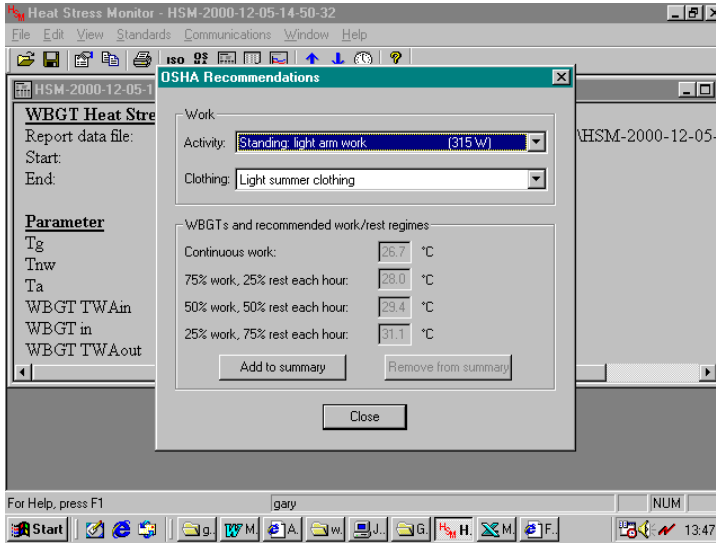 Heat Stress Monitor - HSM-2000-12-05-14-50-32
File Edit View Standards Communications Window Help
ISO OS HA
HSM-2000-12-05-1
OSHA Recommendations
WBGT Heat Stre
Report data file: \HSM-2000-12-05-
Start:
End:
Parameter
Tg
Tnw
Ta
WBGT TWAin
WBGT in
WBGT TWAout
Work
Activity: Standing: light arm work (315 W)
Clothing: Light summer clothing
WBGTs and recommended work/rest regimes
Continuous work: 26.7 °C
75% work, 25% rest each hour: 28.0 °C
50% work, 50% rest each hour: 29.4 °C
25% work, 75% rest each hour: 31.1 °C
Add to summary Remove from summary
Close
For Help, press F1 gary NUM
Start g.. M. A. w. J.. G. H. M. F.. 13:47